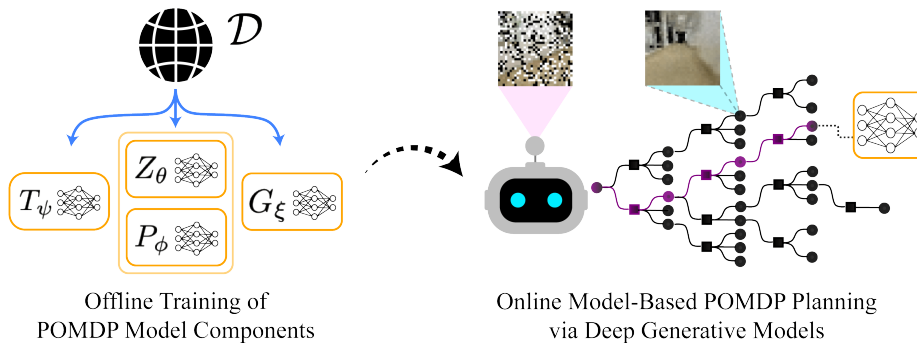 𝒟
T_ψ
Z_θ
P_ϕ
G_ξ
Offline Training of
POMDP Model Components
Online Model-Based POMDP Planning
via Deep Generative Models